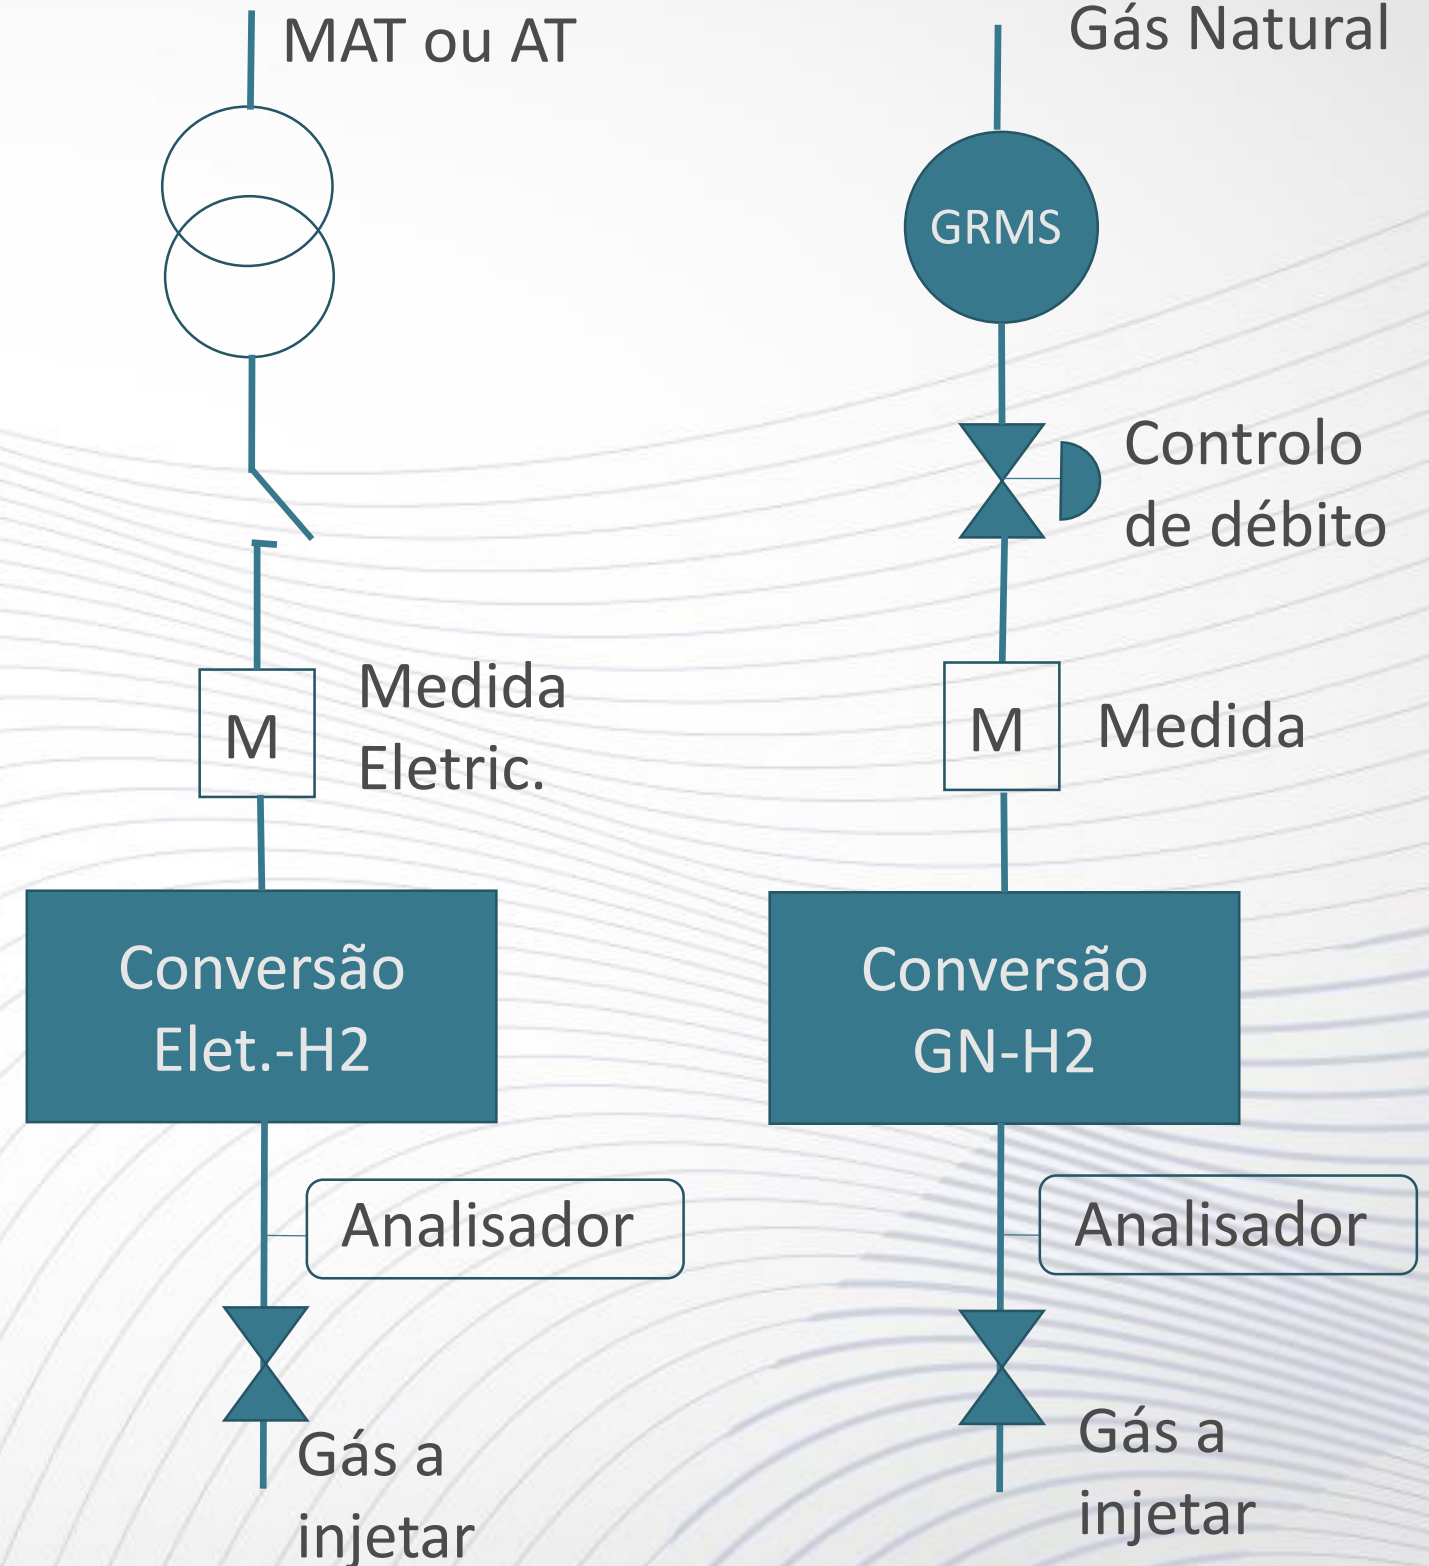 MAT ou AT
Medida
Eletric.
M
Conversão
Elet.-H2
Analisador
Gás a
injetar
Gás Natural
GRMS
Controlo
de débito
M
Medida
Conversão
GN-H2
Analisador
Gás a
injetar